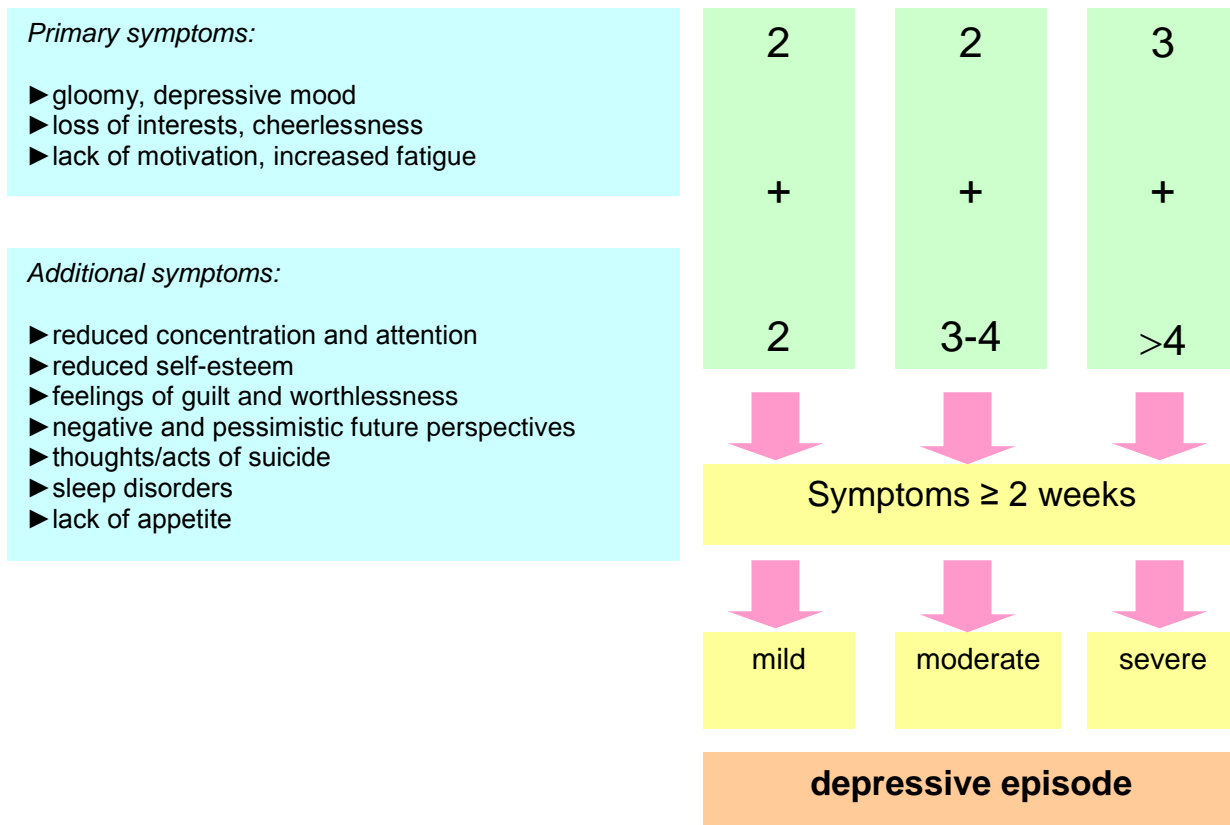 Primary symptoms:
►gloomy, depressive mood
►loss of interests, cheerlessness
►lack of motivation, increased fatigue
Additional symptoms:
►reduced concentration and attention
►reduced self-esteem
►feelings of guilt and worthlessness
►negative and pessimistic future perspectives
►thoughts/acts of suicide
►sleep disorders
►lack of appetite
2 2 3
+ + +
2 3-4 >4
Symptoms ≥ 2 weeks
mild moderate severe
depressive episode